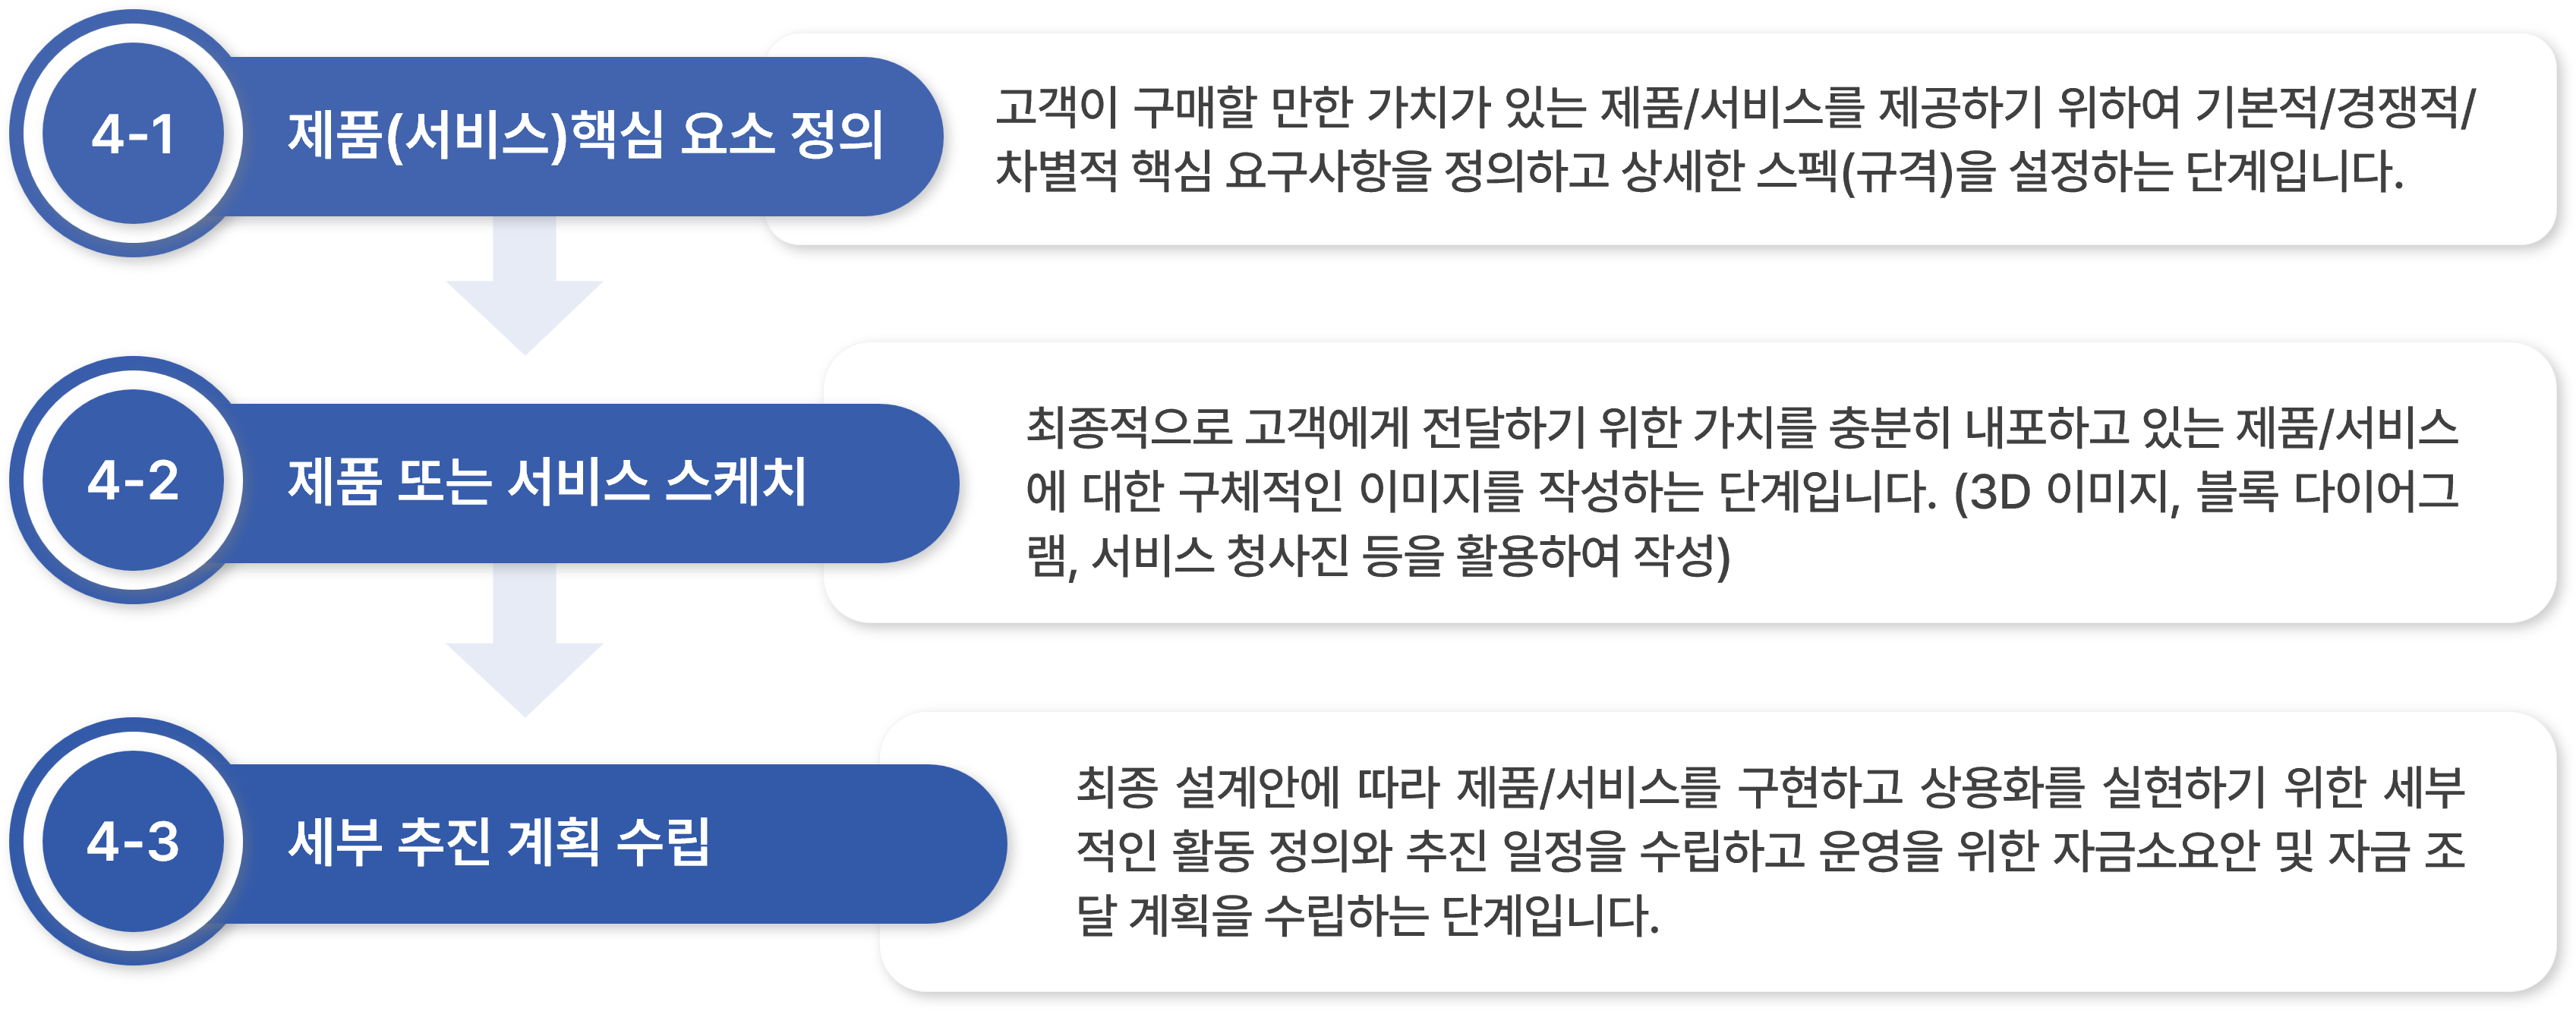 4-1
제품(서비스)핵심 요소 정의
고객이 구매할 만한 가치가 있는 제품/서비스를 제공하기 위하여 기본적/경쟁적/
차별적 핵심 요구사항을 정의하고 상세한 스펙(규격)을 설정하는 단계입니다.
4-2
제품 또는 서비스 스케치
최종적으로 고객에게 전달하기 위한 가치를 충분히 내포하고 있는 제품/서비스
에 대한 구체적인 이미지를 작성하는 단계입니다. (3D 이미지, 블록 다이어그
램, 서비스 청사진 등을 활용하여 작성)
4-3
세부 추진 계획 수립
최종 설계안에 따라 제품/서비스를 구현하고 상용화를 실현하기 위한 세부
적인 활동 정의와 추진 일정을 수립하고 운영을 위한 자금소요안 및 자금 조
달 계획을 수립하는 단계입니다.